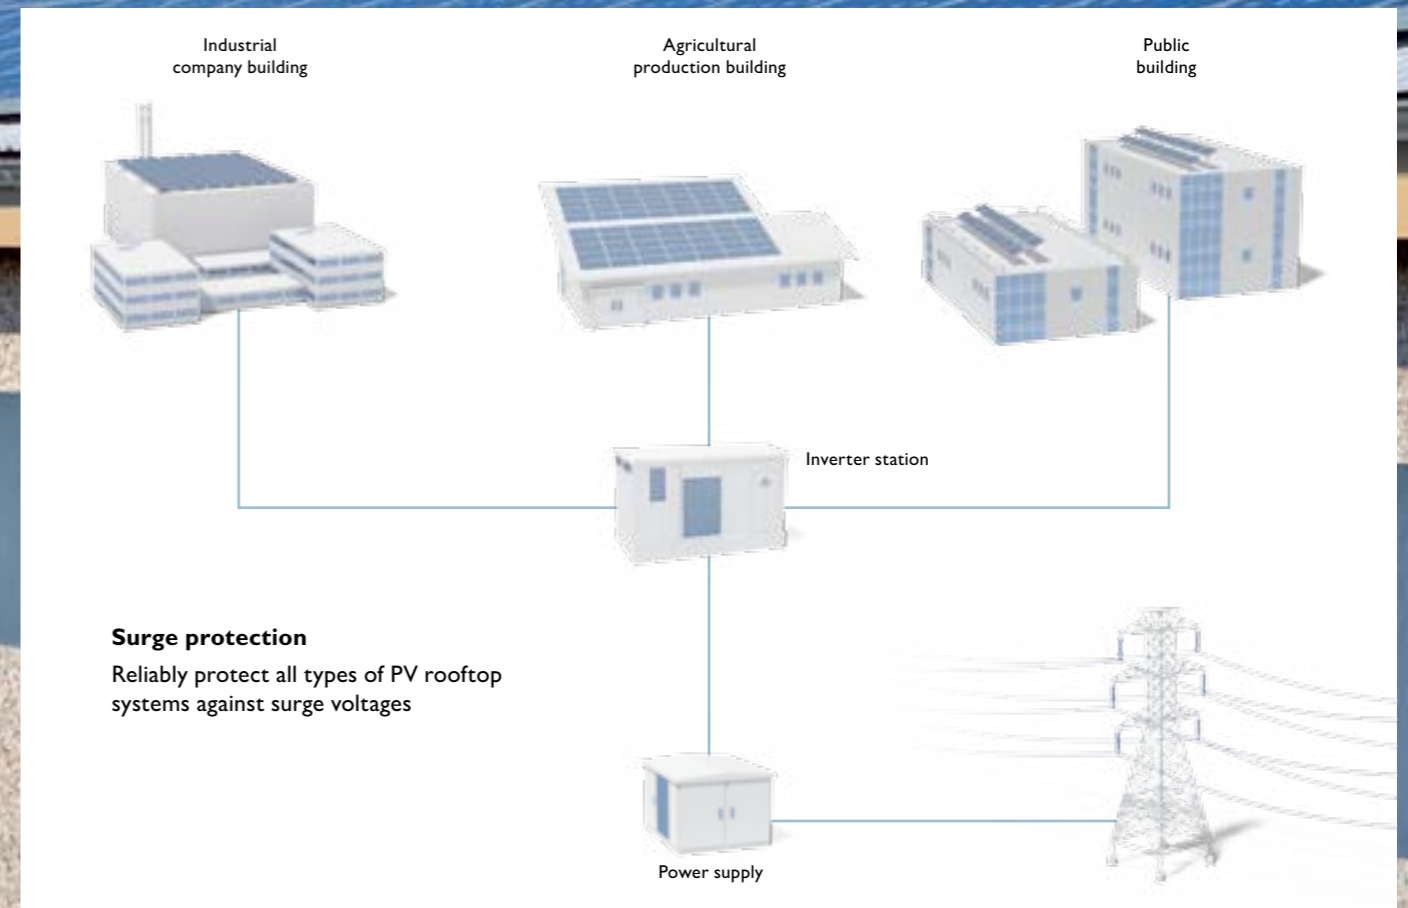 Industrial
company building
Agricultural
production building
Public
building
Inverter station
Surge protection
Reliably protect all types of PV rooftop
systems against surge voltages
Power supply